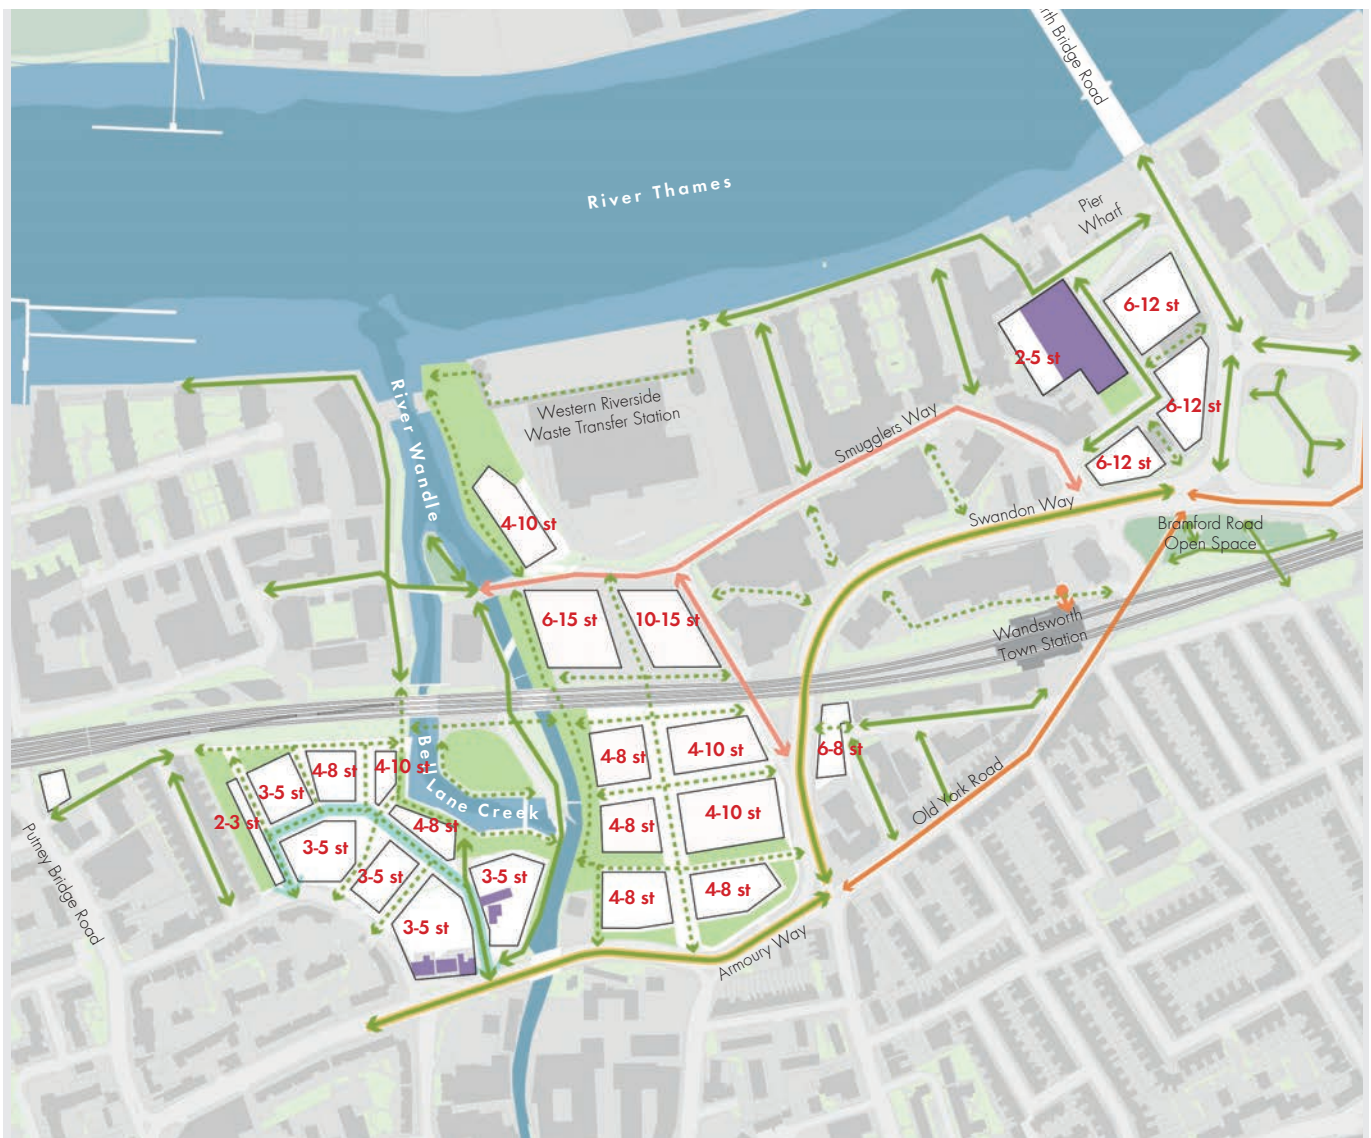 rth Bridge Road
River Thames
Pier
Wharf
6-12 st
2-5 st
6-12 st
6-12 st
River Wandle
Western Riverside
Waste Transfer Station
Smugglers Way
Swandon Way
Bramford Road
Open Space
4-10 st
6-15 st
10-15 st
Wandsworth
Town Station
4-8 st
4-10 st
6-8 st
4-8 st
4-10 st
3-5 st
Bell Lane Creek
2-3 st
4-8 st
4-8 st
4-10 st
Old York Road
3-5 st
3-5 st
3-5 st
4-8 st
4-8 st
Putney Bridge Road
3-5 st
Armoury Way